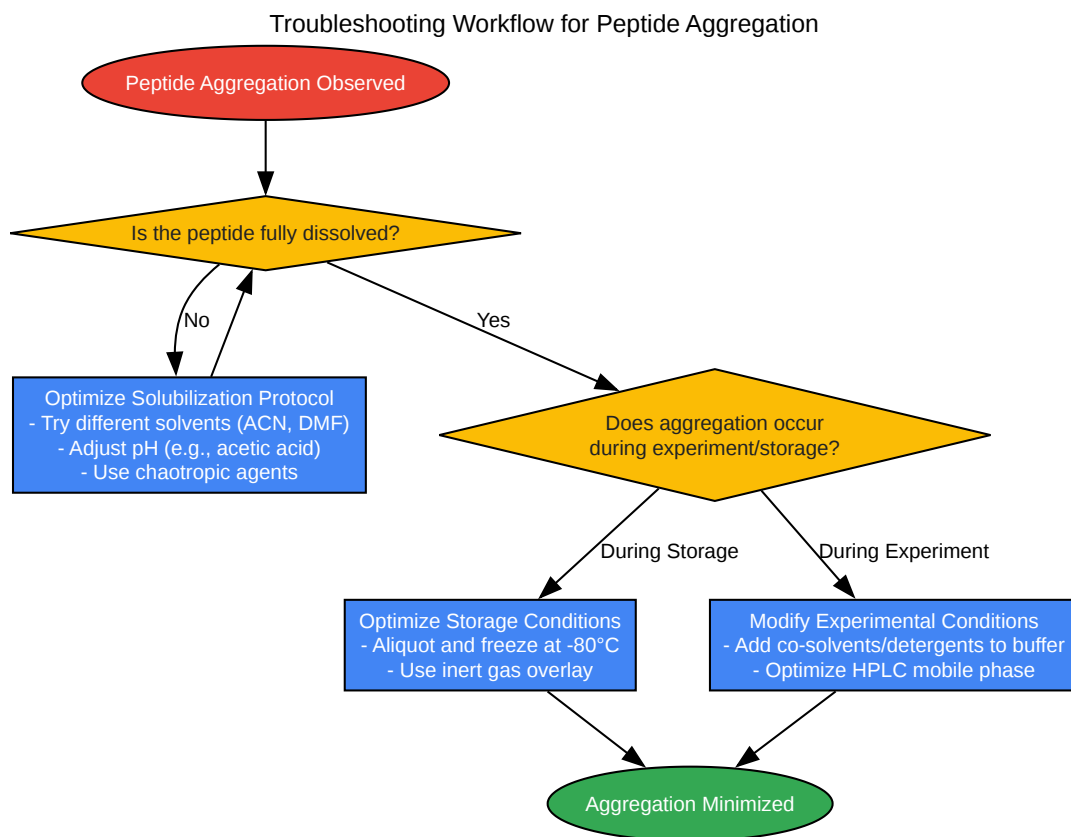 Troubleshooting Workflow for Peptide Aggregation
Peptide Aggregation Observed
Is the peptide fully dissolved?
No
Yes
Optimize Solubilization Protocol
- Try different solvents (ACN, DMF)
- Adjust pH (e.g., acetic acid)
- Use chaotropic agents
Does aggregation occur
during experiment/storage?
During Storage
During Experiment
Optimize Storage Conditions
- Aliquot and freeze at -80°C
- Use inert gas overlay
Modify Experimental Conditions
- Add co-solvents/detergents to buffer
- Optimize HPLC mobile phase
Aggregation Minimized